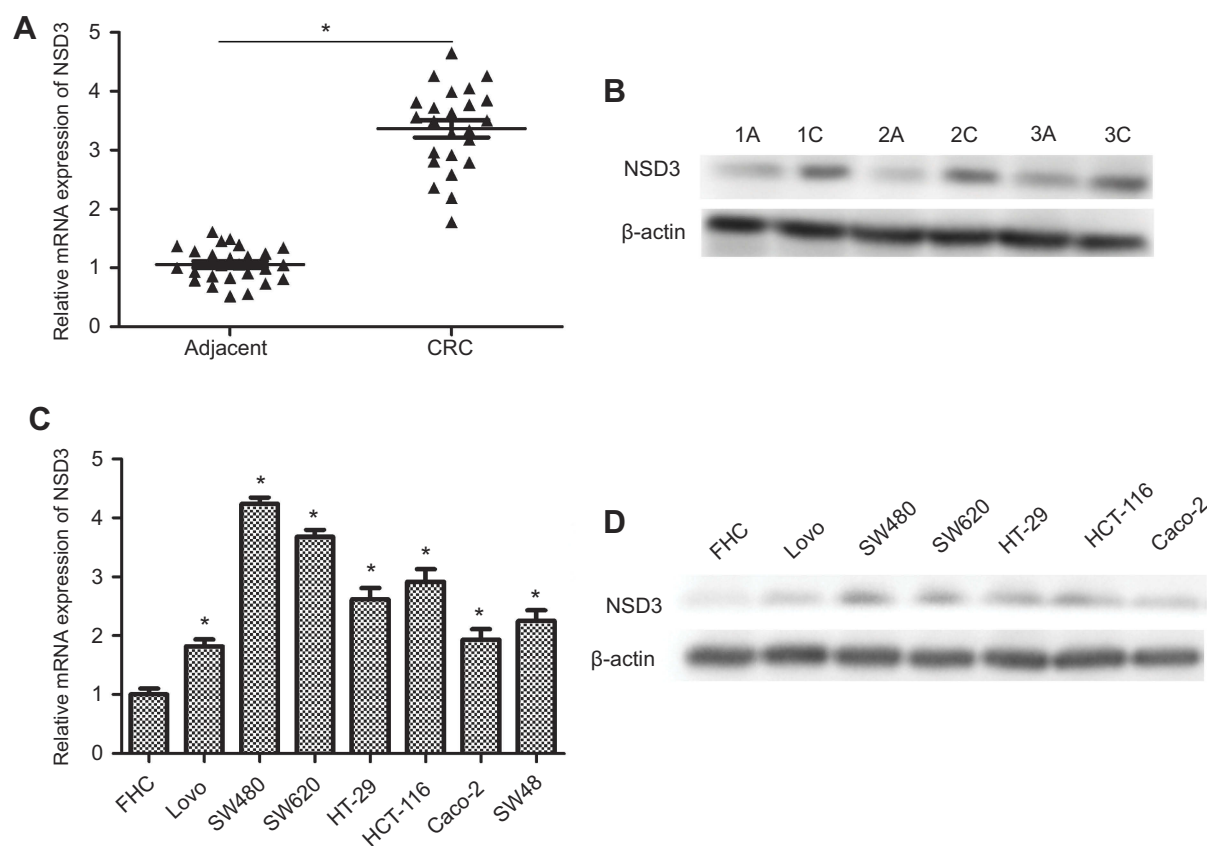 A
Relative mRNA expression of NSD3
5
4
3
2
1
0
*
Adjacent
CRC
B
1A 1C 2A 2C 3A 3C
NSD3
β-actin
C
Relative mRNA expression of NSD3
5
4
3
2
1
0
* * * * * * *
FHC
Lovo
SW480
SW620
HT-29
HCT-116
Caco-2
SW48
D
FHC
Lovo
SW480
SW620
HT-29
HCT-116
Caco-2
NSD3
β-actin